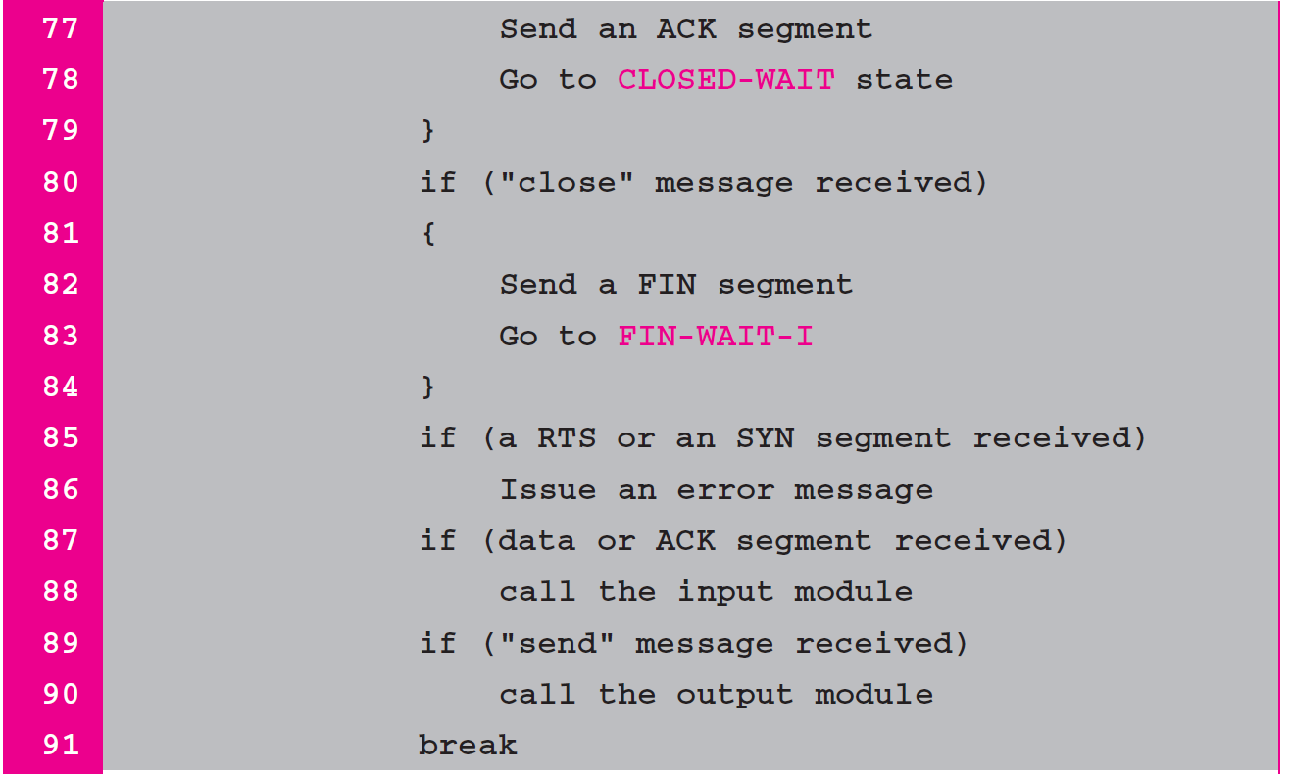 77 Send an ACK segment
78 Go to CLOSED-WAIT state
79 }
80 if ("close" message received)
81 {
82 Send a FIN segment
83 Go to FIN-WAIT-I
84 }
85 if (a RTS or an SYN segment received)
86 Issue an error message
87 if (data or ACK segment received)
88 call the input module
89 if ("send" message received)
90 call the output module
91 break